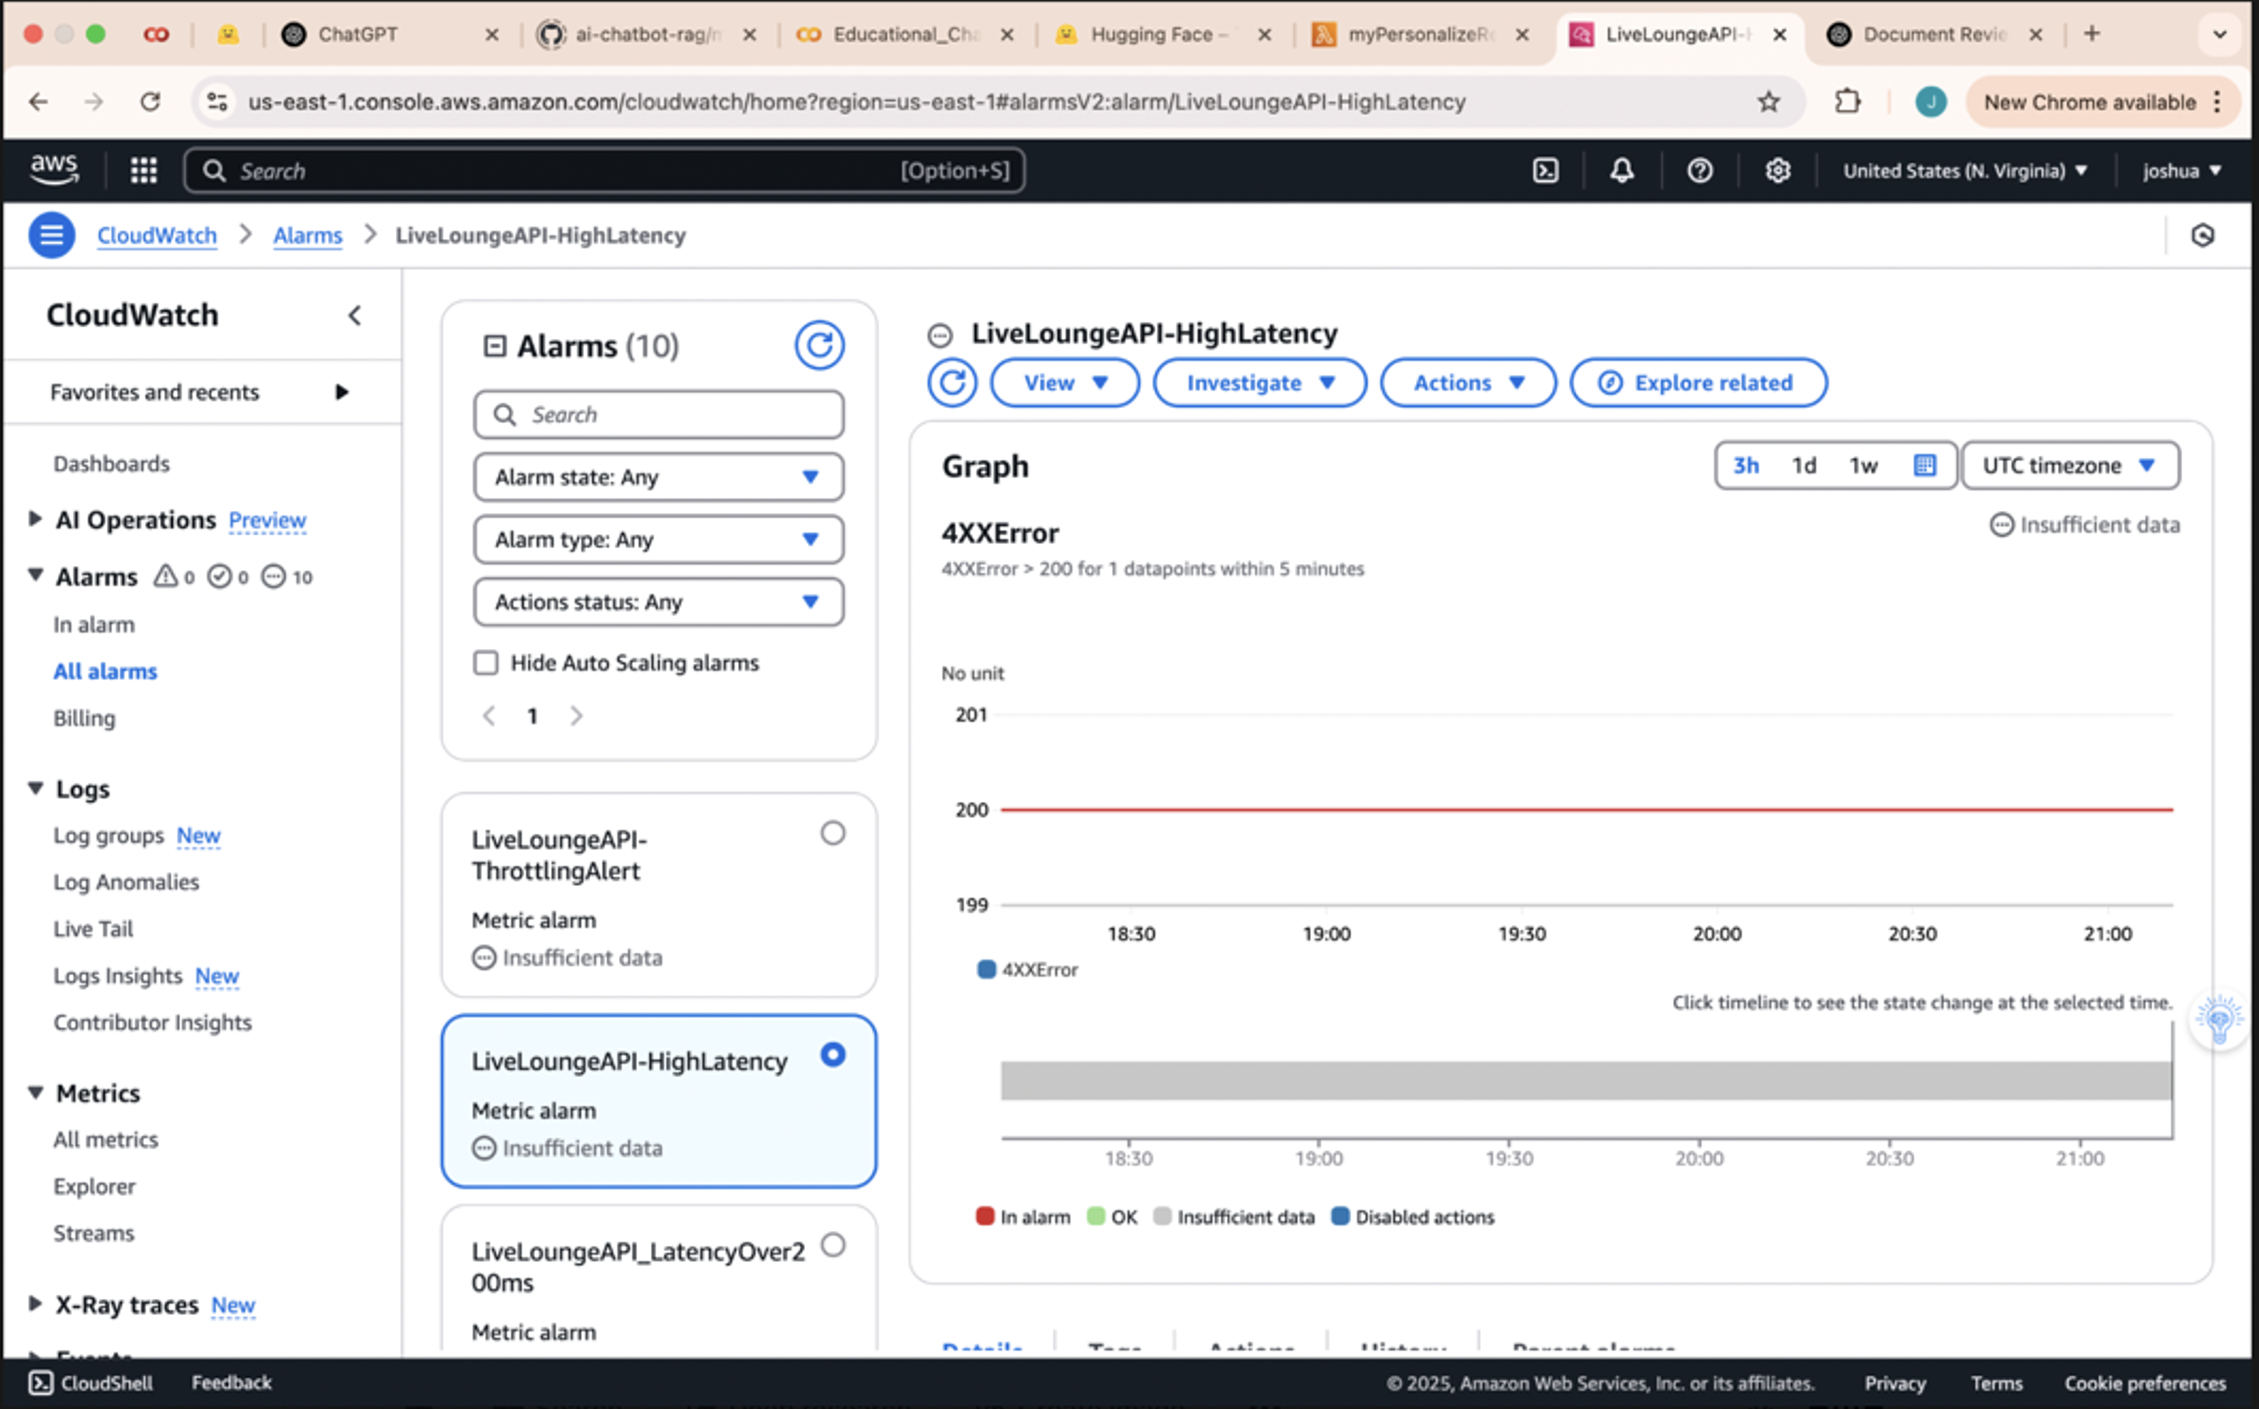 ChatGPT
ai-chatbot-rag/
Educational_Cha
Hugging Face –
myPersonalizeR
LiveLoungeAPI-H
Document Revie
us-east-1.console.aws.amazon.com/cloudwatch/home?region=us-east-1#alarmsV2:alarm/LiveLoungeAPI-HighLatency
J
New Chrome available
aws
Search
[Option+S]
United States (N. Virginia)
joshua
CloudWatch
Alarms
LiveLoungeAPI-HighLatency
CloudWatch
Favorites and recents
Dashboards
AI Operations Preview
Alarms 0 0 10
In alarm
All alarms
Billing
Logs
Log groups New
Log Anomalies
Live Tail
Logs Insights New
Contributor Insights
Metrics
All metrics
Explorer
Streams
X-Ray traces New
Events
Alarms (10)
Search
Alarm state: Any
Alarm type: Any
Actions status: Any
Hide Auto Scaling alarms
1
LiveLoungeAPI-
ThrottlingAlert
Metric alarm
Insufficient data
LiveLoungeAPI-HighLatency
Metric alarm
Insufficient data
LiveLoungeAPI_LatencyOver2
00ms
Metric alarm
LiveLoungeAPI-HighLatency
View
Investigate
Actions
Explore related
Graph
3h 1d 1w
UTC timezone
4XXError
Insufficient data
4XXError > 200 for 1 datapoints within 5 minutes
No unit
201
200
199
18:30 19:00 19:30 20:00 20:30 21:00
4XXError
Click timeline to see the state change at the selected time.
18:30 19:00 19:30 20:00 20:30 21:00
In alarm OK Insufficient data Disabled actions
Details Tags Actions History Parent alarms
CloudShell Feedback
© 2025, Amazon Web Services, Inc. or its affiliates. Privacy Terms Cookie preferences